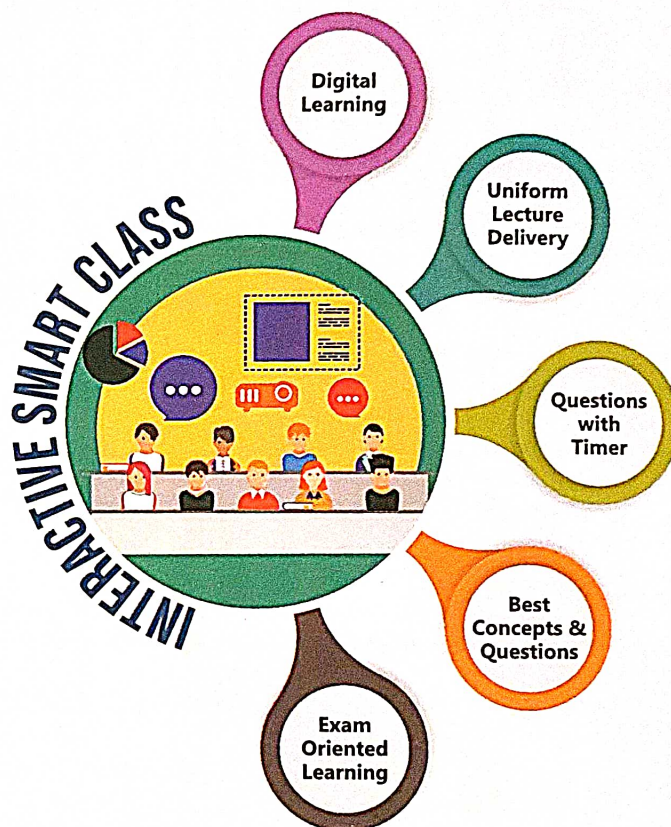 INTERACTIVE SMART CLASS
Digital
Learning
Uniform
Lecture
Delivery
Questions
with
Timer
Best
Concepts &
Questions
Exam
Oriented
Learning